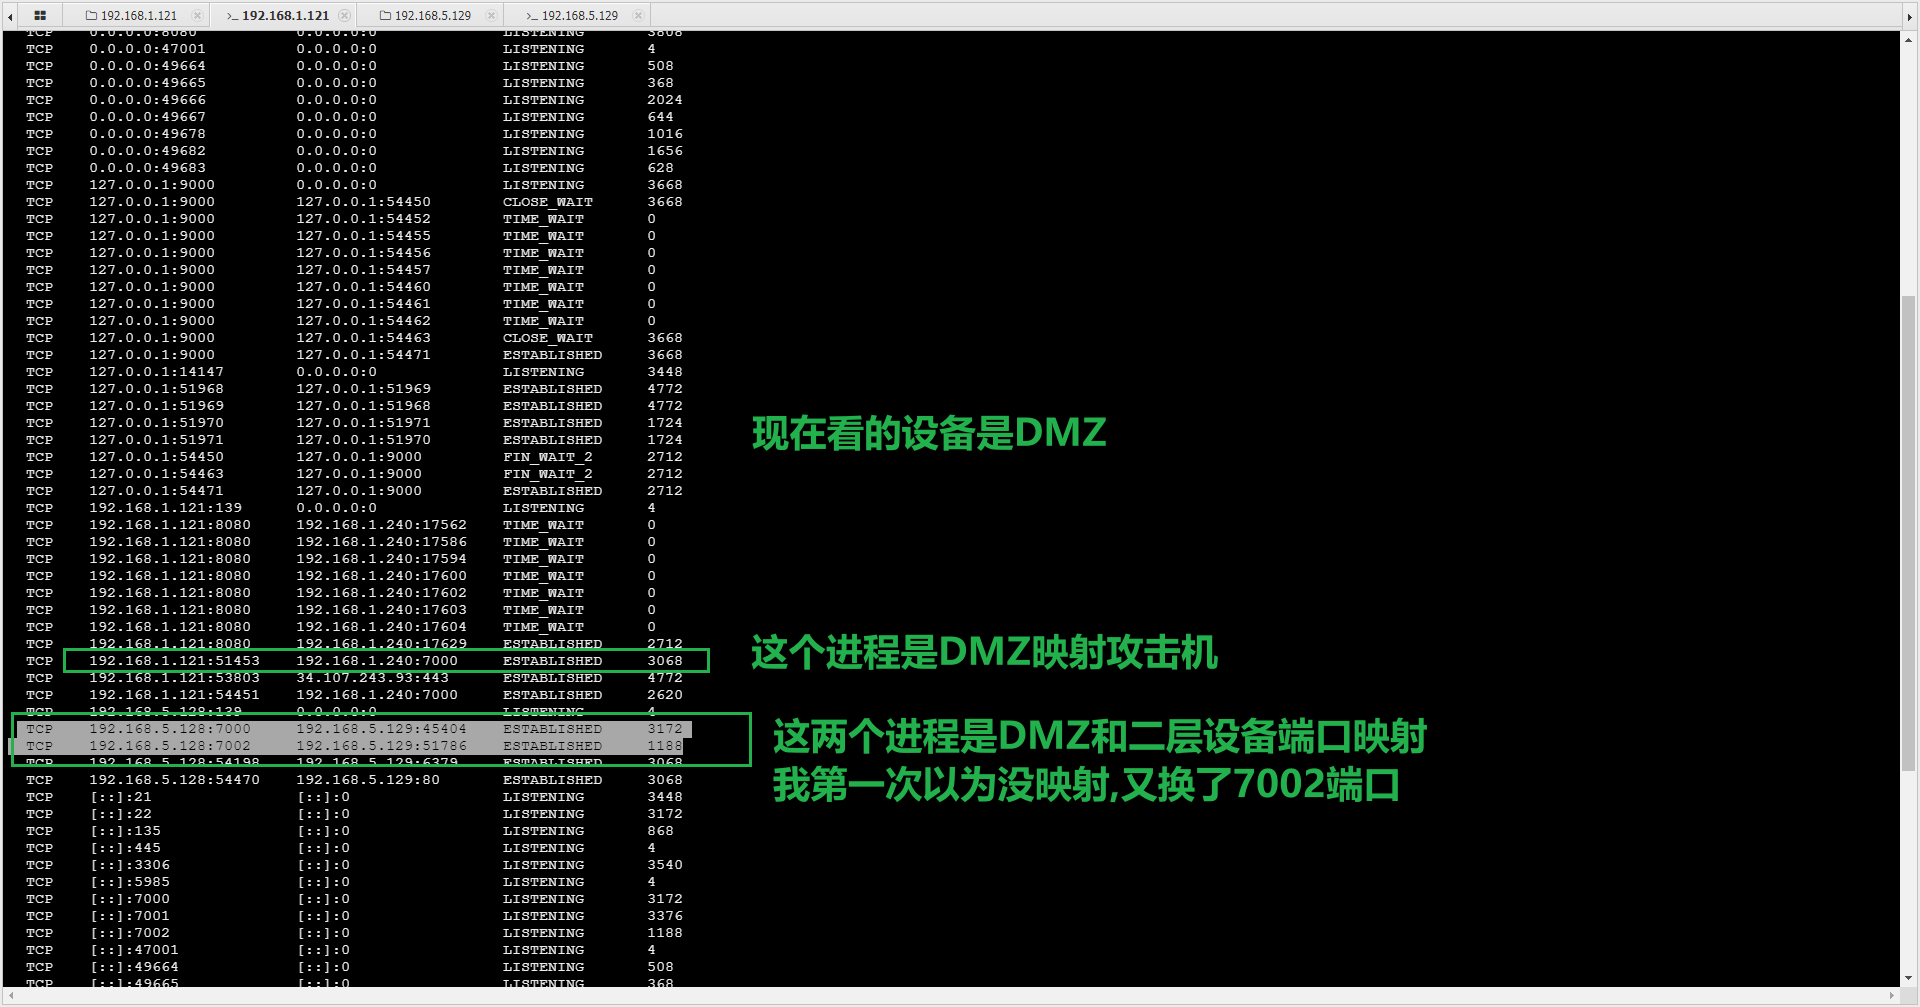 192.168.1.121 192.168.1.121 192.168.5.129 192.168.5.129
TCP 0.0.0.0:8080 0.0.0.0:0 LISTENING 3808
TCP 0.0.0.0:47001 0.0.0.0:0 LISTENING 4
TCP 0.0.0.0:49664 0.0.0.0:0 LISTENING 508
TCP 0.0.0.0:49665 0.0.0.0:0 LISTENING 368
TCP 0.0.0.0:49666 0.0.0.0:0 LISTENING 2024
TCP 0.0.0.0:49667 0.0.0.0:0 LISTENING 644
TCP 0.0.0.0:49678 0.0.0.0:0 LISTENING 1016
TCP 0.0.0.0:49682 0.0.0.0:0 LISTENING 1656
TCP 0.0.0.0:49683 0.0.0.0:0 LISTENING 628
TCP 127.0.0.1:9000 0.0.0.0:0 LISTENING 3668
TCP 127.0.0.1:9000 127.0.0.1:54450 CLOSE_WAIT 3668
TCP 127.0.0.1:9000 127.0.0.1:54452 TIME_WAIT 0
TCP 127.0.0.1:9000 127.0.0.1:54455 TIME_WAIT 0
TCP 127.0.0.1:9000 127.0.0.1:54456 TIME_WAIT 0
TCP 127.0.0.1:9000 127.0.0.1:54457 TIME_WAIT 0
TCP 127.0.0.1:9000 127.0.0.1:54460 TIME_WAIT 0
TCP 127.0.0.1:9000 127.0.0.1:54461 TIME_WAIT 0
TCP 127.0.0.1:9000 127.0.0.1:54462 TIME_WAIT 0
TCP 127.0.0.1:9000 127.0.0.1:54463 CLOSE_WAIT 3668
TCP 127.0.0.1:9000 127.0.0.1:54471 ESTABLISHED 3668
TCP 127.0.0.1:14147 0.0.0.0:0 LISTENING 3448
TCP 127.0.0.1:51968 127.0.0.1:51969 ESTABLISHED 4772
TCP 127.0.0.1:51969 127.0.0.1:51968 ESTABLISHED 4772
TCP 127.0.0.1:51970 127.0.0.1:51971 ESTABLISHED 1724
TCP 127.0.0.1:51971 127.0.0.1:51970 ESTABLISHED 1724
现在看的设备是DMZ
TCP 127.0.0.1:54450 127.0.0.1:9000 FIN_WAIT_2 2712
TCP 127.0.0.1:54463 127.0.0.1:9000 FIN_WAIT_2 2712
TCP 127.0.0.1:54471 127.0.0.1:9000 ESTABLISHED 2712
TCP 192.168.1.121:139 0.0.0.0:0 LISTENING 4
TCP 192.168.1.121:8080 192.168.1.240:17562 TIME_WAIT 0
TCP 192.168.1.121:8080 192.168.1.240:17586 TIME_WAIT 0
TCP 192.168.1.121:8080 192.168.1.240:17594 TIME_WAIT 0
TCP 192.168.1.121:8080 192.168.1.240:17600 TIME_WAIT 0
TCP 192.168.1.121:8080 192.168.1.240:17602 TIME_WAIT 0
TCP 192.168.1.121:8080 192.168.1.240:17603 TIME_WAIT 0
TCP 192.168.1.121:8080 192.168.1.240:17604 TIME_WAIT 0
TCP 192.168.1.121:8080 192.168.1.240:17629 ESTABLISHED 2712
TCP 192.168.1.121:51453 192.168.1.240:7000 ESTABLISHED 3068
这个进程是DMZ映射攻击机
TCP 192.168.1.121:53803 34.107.243.93:443 ESTABLISHED 4772
TCP 192.168.1.121:54451 192.168.1.240:7000 ESTABLISHED 2620
TCP 192.168.5.128:139 0.0.0.0:0 LISTENING 4
TCP 192.168.5.128:7000 192.168.5.129:45404 ESTABLISHED 3172
TCP 192.168.5.128:7002 192.168.5.129:51786 ESTABLISHED 1188
这两个进程是DMZ和二层设备端口映射
我第一次以为没映射,又换了7002端口
TCP 192.168.5.128:54198 192.168.5.129:6379 ESTABLISHED 3068
TCP 192.168.5.128:54470 192.168.5.129:80 ESTABLISHED 3068
TCP [::]:21 [::]:0 LISTENING 3448
TCP [::]:22 [::]:0 LISTENING 3172
TCP [::]:135 [::]:0 LISTENING 868
TCP [::]:445 [::]:0 LISTENING 4
TCP [::]:3306 [::]:0 LISTENING 3540
TCP [::]:5985 [::]:0 LISTENING 4
TCP [::]:7000 [::]:0 LISTENING 3172
TCP [::]:7001 [::]:0 LISTENING 3376
TCP [::]:7002 [::]:0 LISTENING 1188
TCP [::]:47001 [::]:0 LISTENING 4
TCP [::]:49664 [::]:0 LISTENING 508
TCP [::]:49665 [::]:0 LISTENING 368